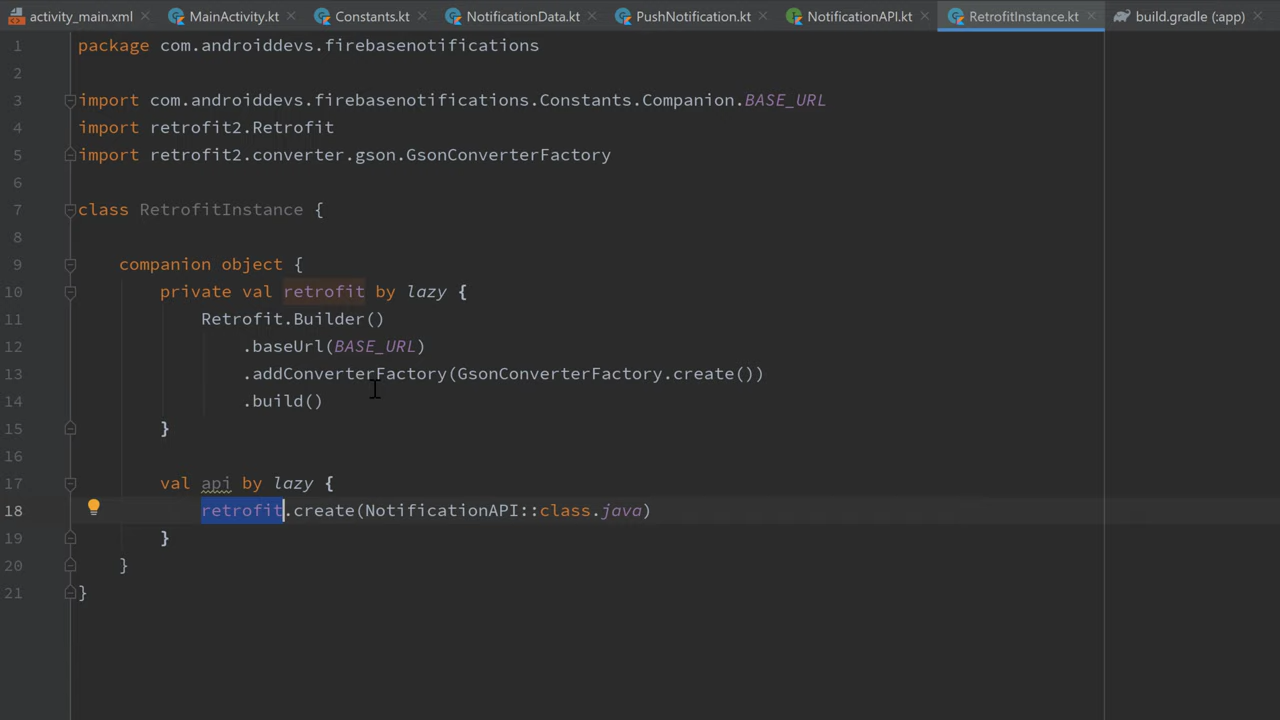 activity_main.xml MainActivity.kt Constants.kt NotificationData.kt PushNotification.kt NotificationAPI.kt RetrofitInstance.kt build.gradle (:app)
1 package com.androiddevs.firebasenotifications
2
3 import com.androiddevs.firebasenotifications.Constants.Companion.BASE_URL
4 import retrofit2.Retrofit
5 import retrofit2.converter.gson.GsonConverterFactory
6
7 class RetrofitInstance {
8
9 companion object {
10 private val retrofit by lazy {
11 Retrofit.Builder()
12 .baseUrl(BASE_URL)
13 .addConverterFactory(GsonConverterFactory.create())
14 .build()
15 }
16
17 val api by lazy {
18 retrofit.create(NotificationAPI::class.java)
19 }
20 }
21 }